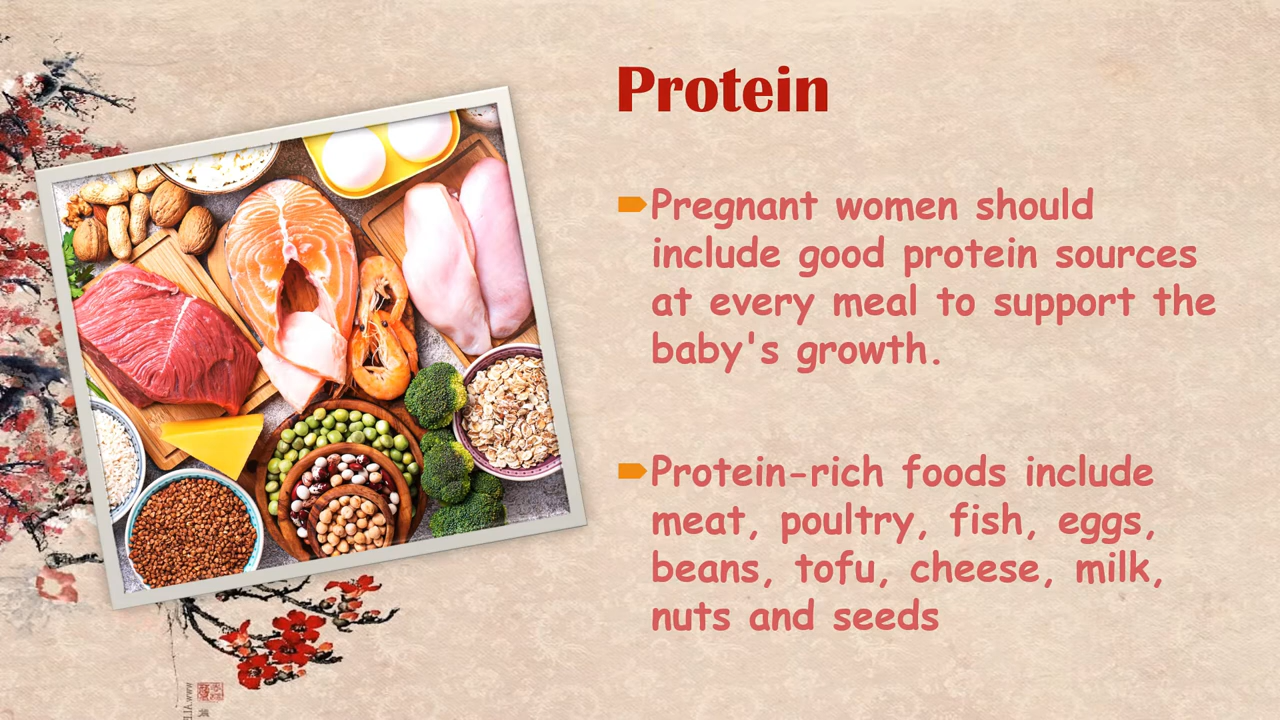 Protein
Pregnant women should
include good protein sources
at every meal to support the
baby's growth.
Protein-rich foods include
meat, poultry, fish, eggs,
beans, tofu, cheese, milk,
nuts and seeds